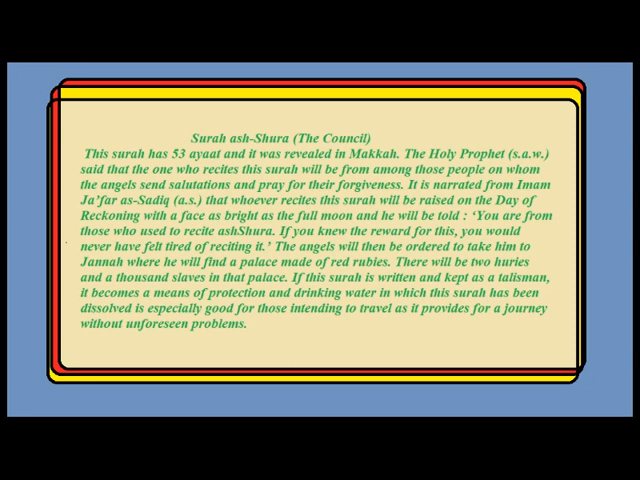 Surah ash-Shura (The Council)
This surah has 53 ayaat and it was revealed in Makkah. The Holy Prophet (s.a.w.)
said that the one who recites this surah will be from among those people on whom
the angels send salutations and pray for their forgiveness. It is narrated from Imam
Ja’far as-Sadiq (a.s.) that whoever recites this surah will be raised on the Day of
Reckoning with a face as bright as the full moon and he will be told : ‘You are from
those who used to recite ashShura. If you knew the reward for this, you would
never have felt tired of reciting it.’ The angels will then be ordered to take him to
Jannah where he will find a palace made of red rubies. There will be two huries
and a thousand slaves in that palace. If this surah is written and kept as a talisman,
it becomes a means of protection and drinking water in which this surah has been
dissolved is especially good for those intending to travel as it provides for a journey
without unforeseen problems.